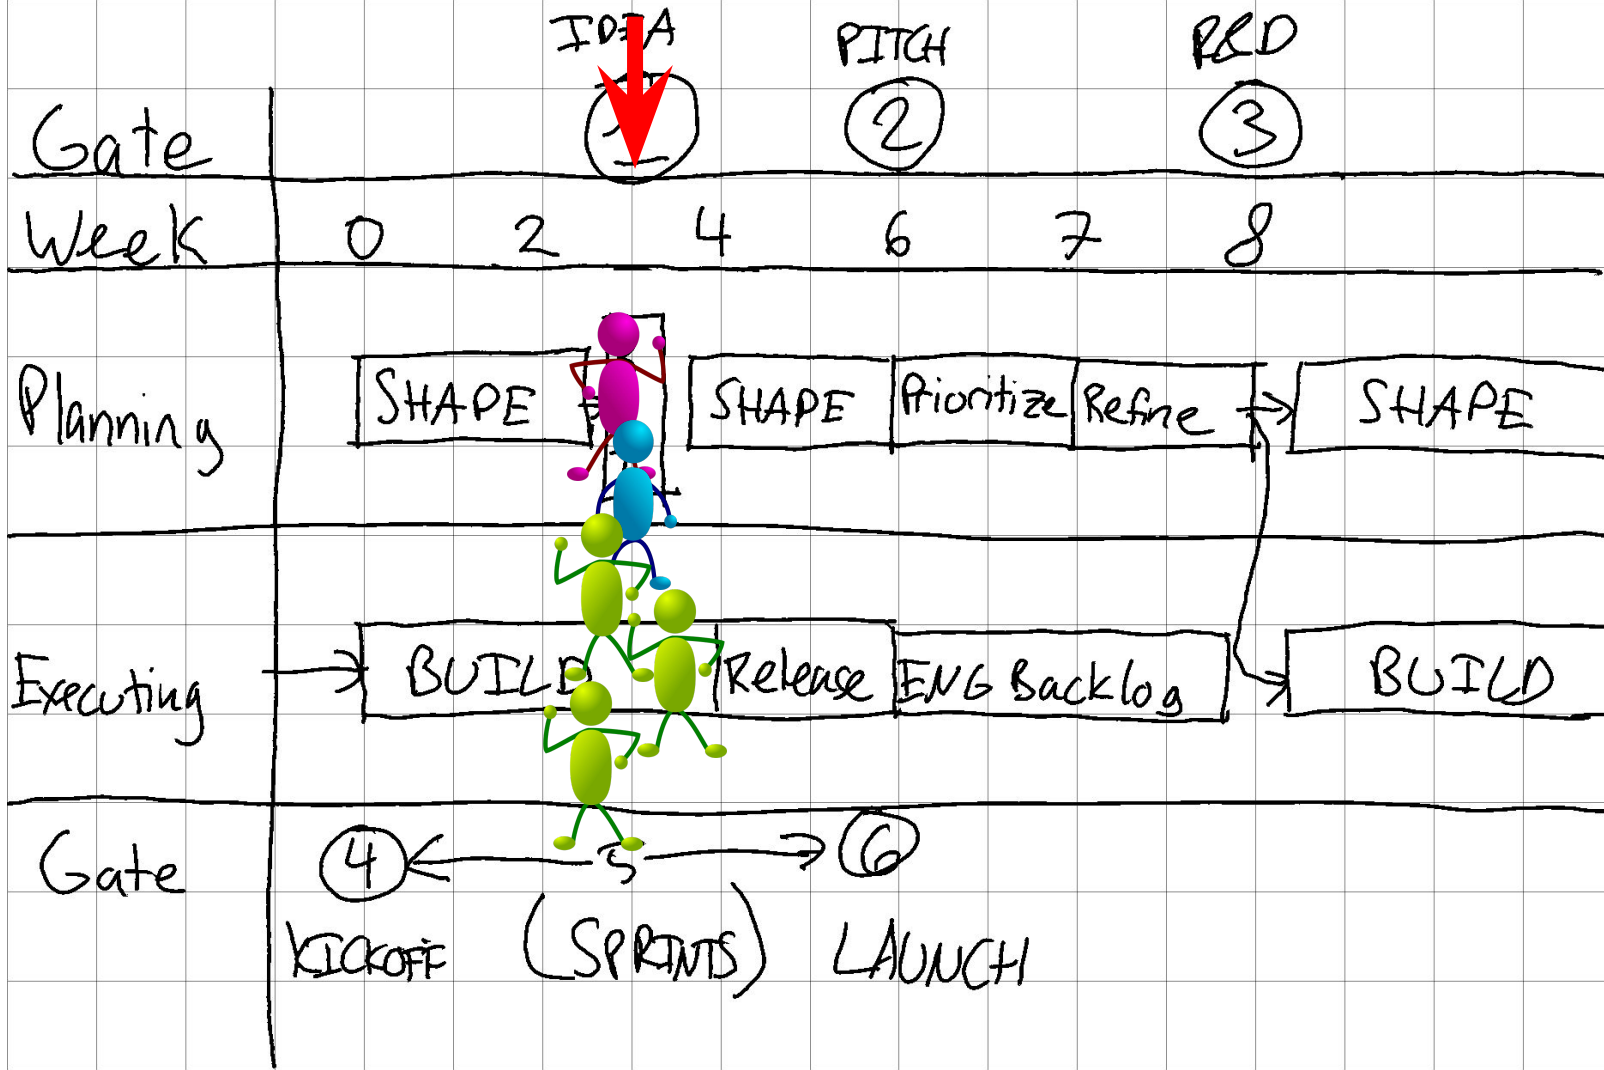 IDEA PITCH R&D
Gate 1 2 3
Week 0 2 4 6 7 8
Planning SHAPE SHAPE Prioritize Refine SHAPE
Executing BUILD Release ENG Backlog BUILD
Gate 4 5 6
KICKOFF (SPRINTS) LAUNCH